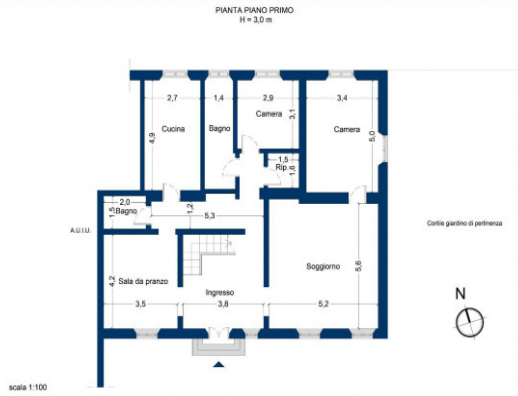 PIANTA PIANO PRIMO
H = 3,0 m
2,7
1,4
2,9
3,4
3,1
4,9
5,0
Cucina
Bagno
Camera
Camera
1,5
Rip.
1,6
2,0
Bagno
1,5
1,2
5,3
A.U.I.U.
Cortile giardino di pertinenza
5,6
4,2
Sala da pranzo
Ingresso
Soggiorno
3,5
3,8
5,2
N
scala 1:100